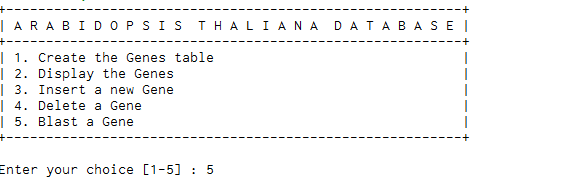 +---------------------------------------------------------+
| A R A B I D O P S I S  T H A L I A N A  D A T A B A S E |
+---------------------------------------------------------+
| 1. Create the Genes table                               |
| 2. Display the Genes                                    |
| 3. Insert a new Gene                                    |
| 4. Delete a Gene                                        |
| 5. Blast a Gene                                         |
+---------------------------------------------------------+
Enter your choice [1-5] : 5